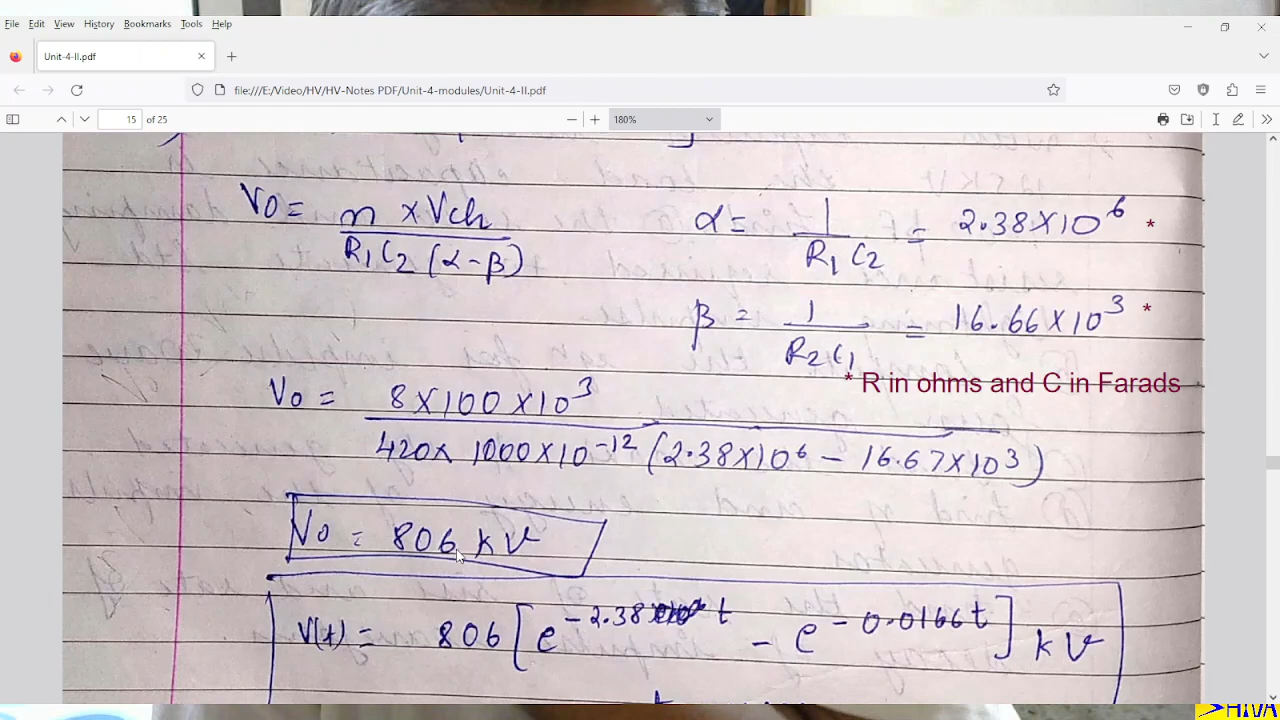 File Edit View History Bookmarks Tools Help
Unit-4-II.pdf
file:///E:/Video/HV/HV-Notes PDF/Unit-4-modules/Unit-4-II.pdf
15 of 25
180%
V0 = n × Vch / R1C2 (α-β)
α = 1 / R1 C2 = 2.38×10^6 *
β = 1 / R2C1 = 16.66×10^3 *
* R in ohms and C in Farads
V0 = 8×100×10^3 / 420× 1000×10^-12 (2.38×10^6 - 16.67×10^3)
V0 = 806 kV
V(t) = 806 [e^-2.38 t - e^-0.0166t] kV
SHIVA